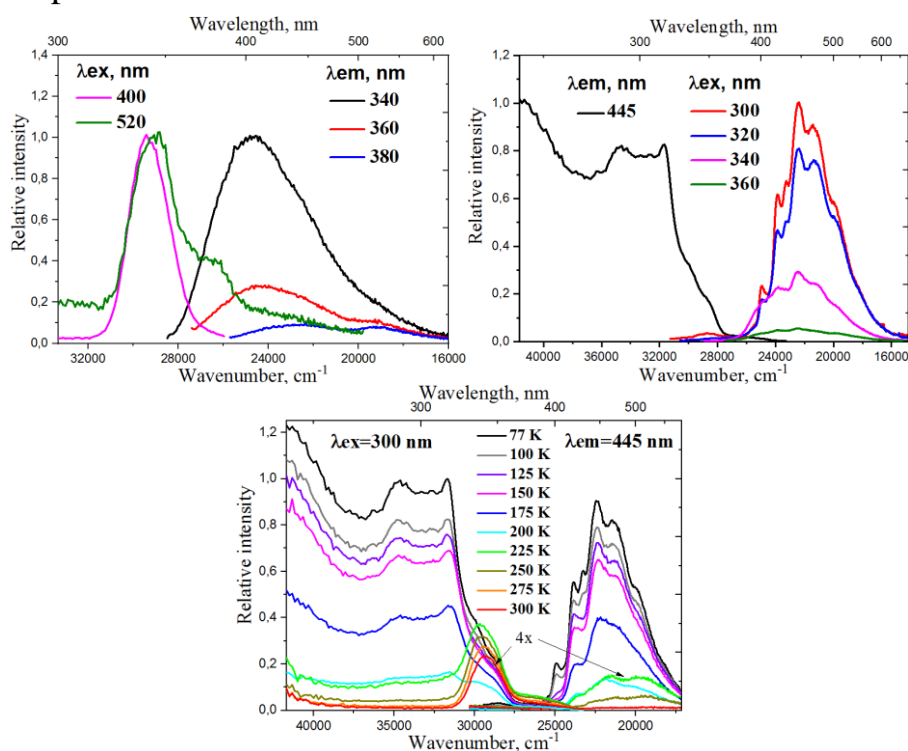 Wavelength, nm
300 400 500 600
1,4
1,2
1,0
0,8
0,6
0,4
0,2
0,0
Relative intensity
λex, nm
400
520
λem, nm
340
360
380
32000 28000 24000 20000 16000
Wavenumber, cm-1
Wavelength, nm
300 400 500 600
1,2
1,0
0,8
0,6
0,4
0,2
0,0
Relative intensity
λem, nm
445
λex, nm
300
320
340
360
40000 36000 32000 28000 24000 20000
Wavenumber, cm-1
Wavelength, nm
300 400 500
1,2
1,0
0,8
0,6
0,4
0,2
0,0
Relative intensity
λex=300 nm
77 K
100 K
125 K
150 K
175 K
200 K
225 K
250 K
275 K
300 K
λem=445 nm
4x
40000 35000 30000 25000 20000
Wavenumber, cm-1